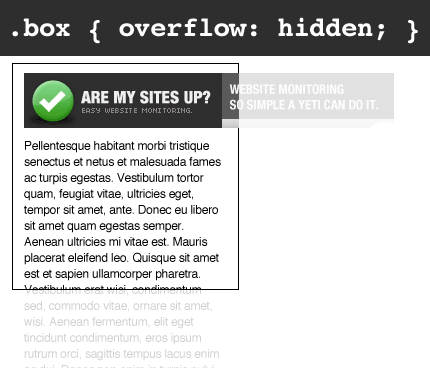 .box { overflow: hidden; }
ARE MY SITES UP?
EASY WEBSITE MONITORING.
WEBSITE MONITORING
SO SIMPLE A YETI CAN DO IT.
Pellentesque habitant morbi tristique
senectus et netus et malesuada fames
ac turpis egestas. Vestibulum tortor
quam, feugiat vitae, ultricies eget,
tempor sit amet, ante. Donec eu libero
sit amet quam egestas semper.
Aenean ultricies mi vitae est. Mauris
placerat eleifend leo. Quisque sit amet
est et sapien ullamcorper pharetra.
Vestibulum erat wisi, condimentum
sed, commodo vitae, ornare sit amet,
wisi. Aenean fermentum, elit eget
tincidunt condimentum, eros ipsum
rutrum orci, sagittis tempus lacus enim